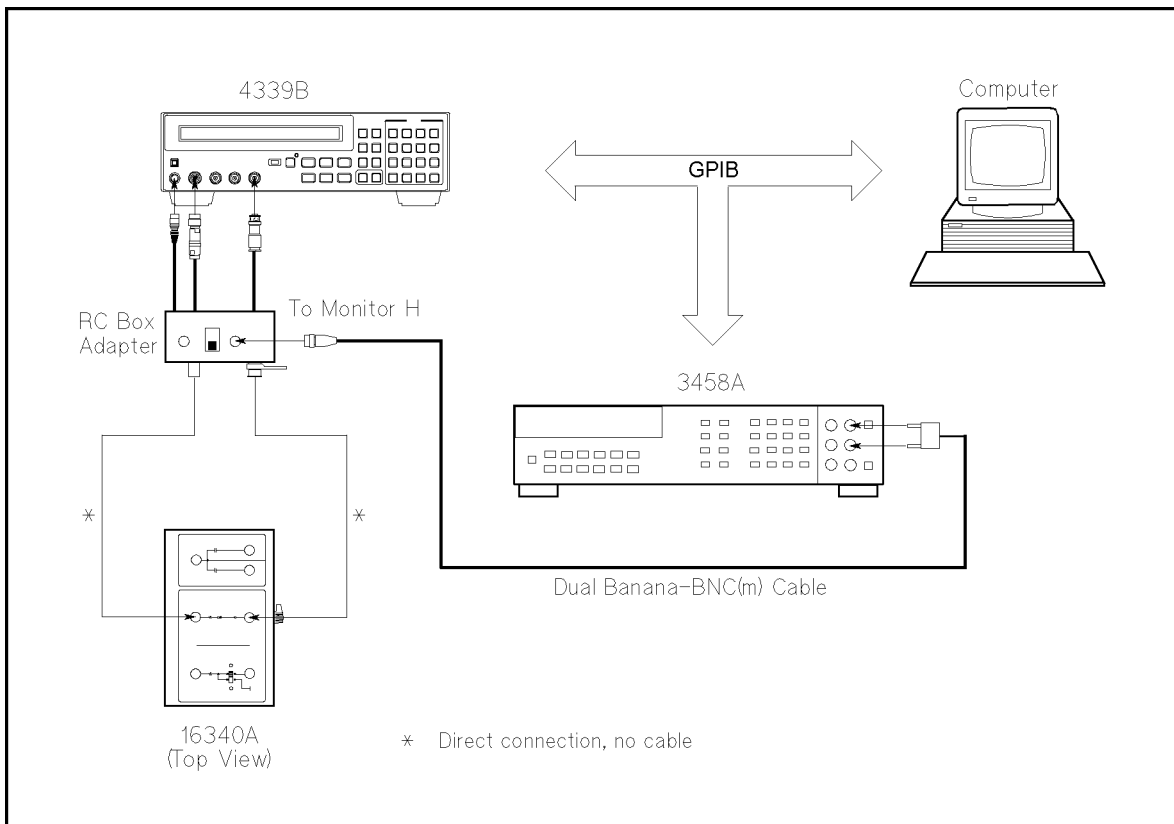 4339B
Computer
GPIB
RC Box
Adapter
To Monitor H
3458A
*
*
Dual Banana-BNC(m) Cable
16340A
(Top View)
* Direct connection, no cable